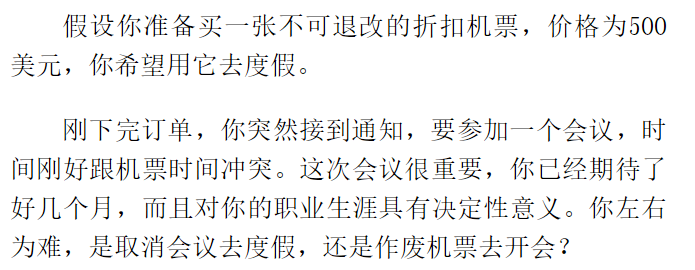 假设你准备买一张不可退改的折扣机票，价格为500
美元，你希望用它去度假。
刚下完订单，你突然接到通知，要参加一个会议，时
间刚好跟机票时间冲突。这次会议很重要，你已经期待了
好几个月，而且对你的职业生涯具有决定性意义。你左右
为难，是取消会议去度假，还是作废机票去开会？